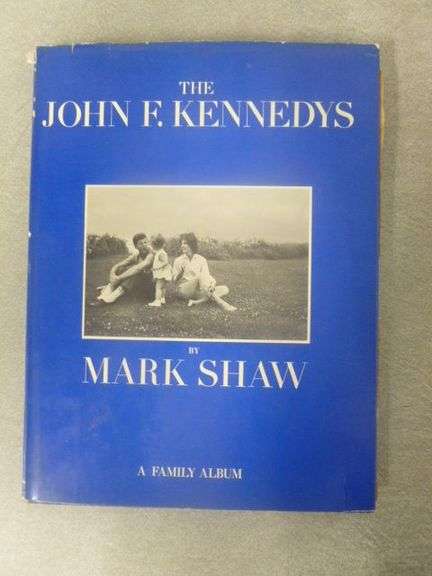 THE
JOHN F. KENNEDYS
BY
MARK SHAW
A FAMILY ALBUM